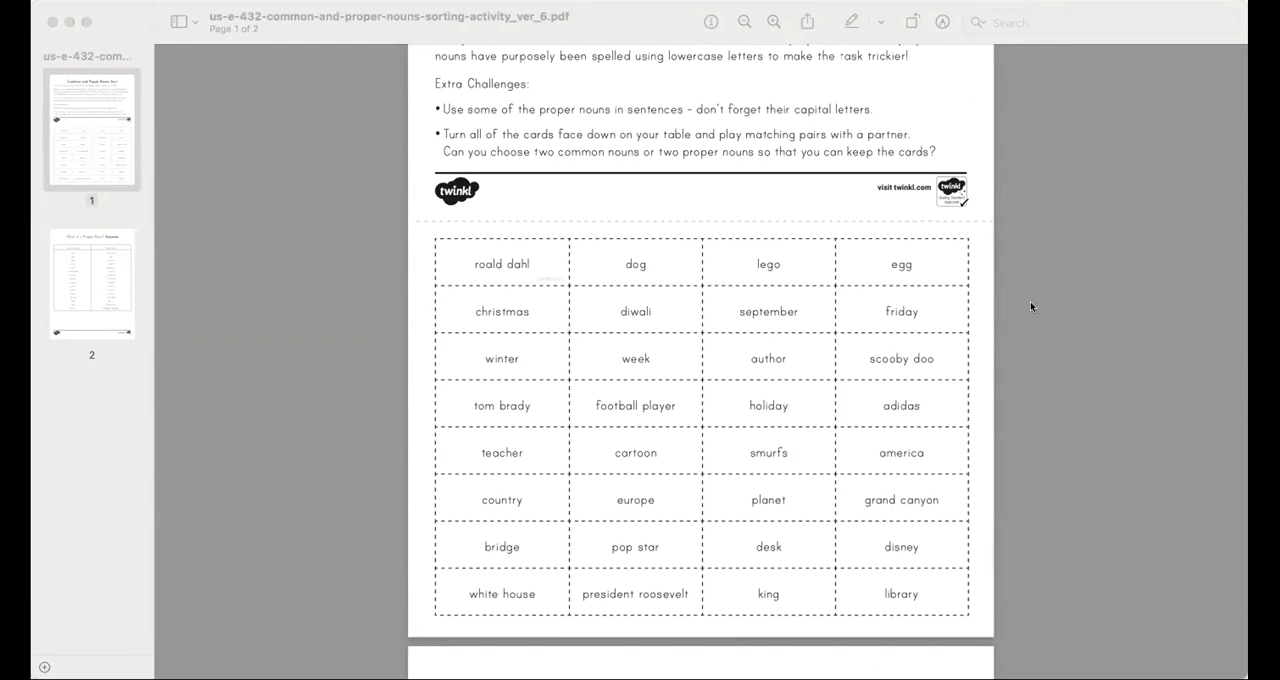 us-e-432-common-and-proper-nouns-sorting-activity_ver_6.pdf
Page 1 of 2
Search
us-e-432-com...
1
2
nouns have purposely been spelled using lowercase letters to make the task trickier!
Extra Challenges:
• Use some of the proper nouns in sentences - don't forget their capital letters.
• Turn all of the cards face down on your table and play matching pairs with a partner.
Can you choose two common nouns or two proper nouns so that you can keep the cards?
twinkl visit twinkl.com twinkl
roald dahl dog lego egg
christmas diwali september friday
winter week author scooby doo
tom brady football player holiday adidas
teacher cartoon smurfs america
country europe planet grand canyon
bridge pop star desk disney
white house president roosevelt king library